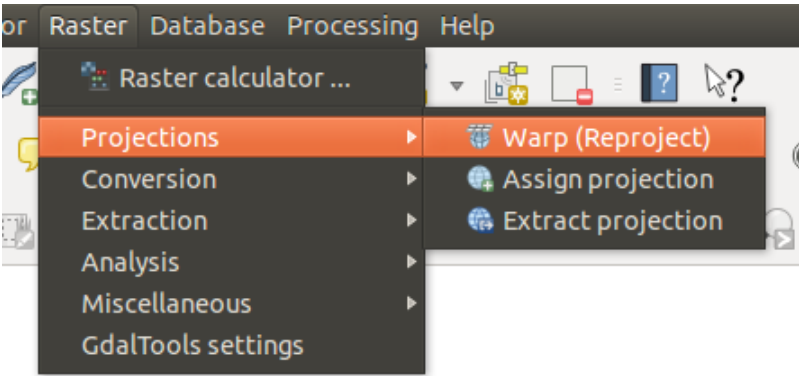 or Raster Database Processing Help
Raster calculator ...
Projections
Warp (Reproject)
Conversion
Assign projection
Extraction
Extract projection
Analysis
Miscellaneous
GdalTools settings